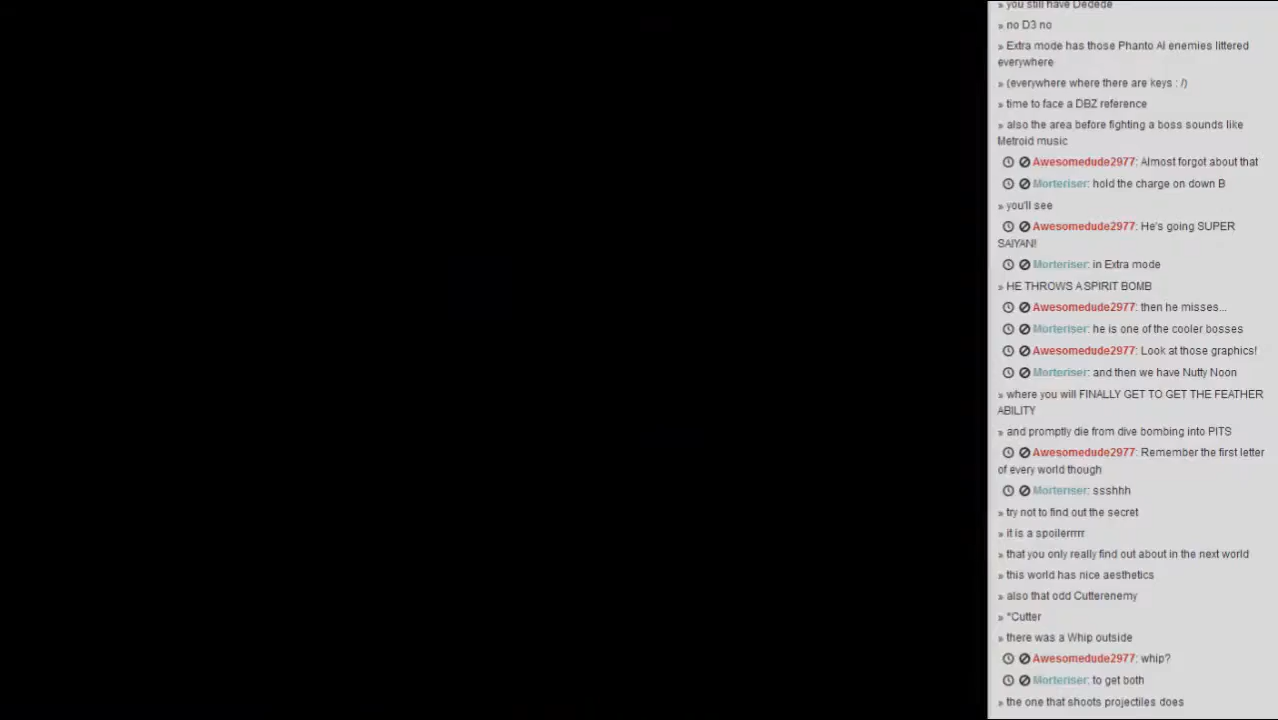 » you still have Dedede
» no D3 no
» Extra mode has those Phanto AI enemies littered
everywhere
» (everywhere where there are keys : /)
» time to face a DBZ reference
» also the area before fighting a boss sounds like
Metroid music
Awesomedude2977: Almost forgot about that
Morteriser: hold the charge on down B
» you'll see
Awesomedude2977: He's going SUPER
SAIYAN!
Morteriser: in Extra mode
» HE THROWS A SPIRIT BOMB
Awesomedude2977: then he misses...
Morteriser: he is one of the cooler bosses
Awesomedude2977: Look at those graphics!
Morteriser: and then we have Nutty Noon
» where you will FINALLY GET TO GET THE FEATHER
ABILITY
» and promptly die from dive bombing into PITS
Awesomedude2977: Remember the first letter
of every world though
Morteriser: ssshhh
» try not to find out the secret
» it is a spoilerrrrr
» that you only really find out about in the next world
» this world has nice aesthetics
» also that odd Cutterenemy
» *Cutter
» there was a Whip outside
Awesomedude2977: whip?
Morteriser: to get both
» the one that shoots projectiles does